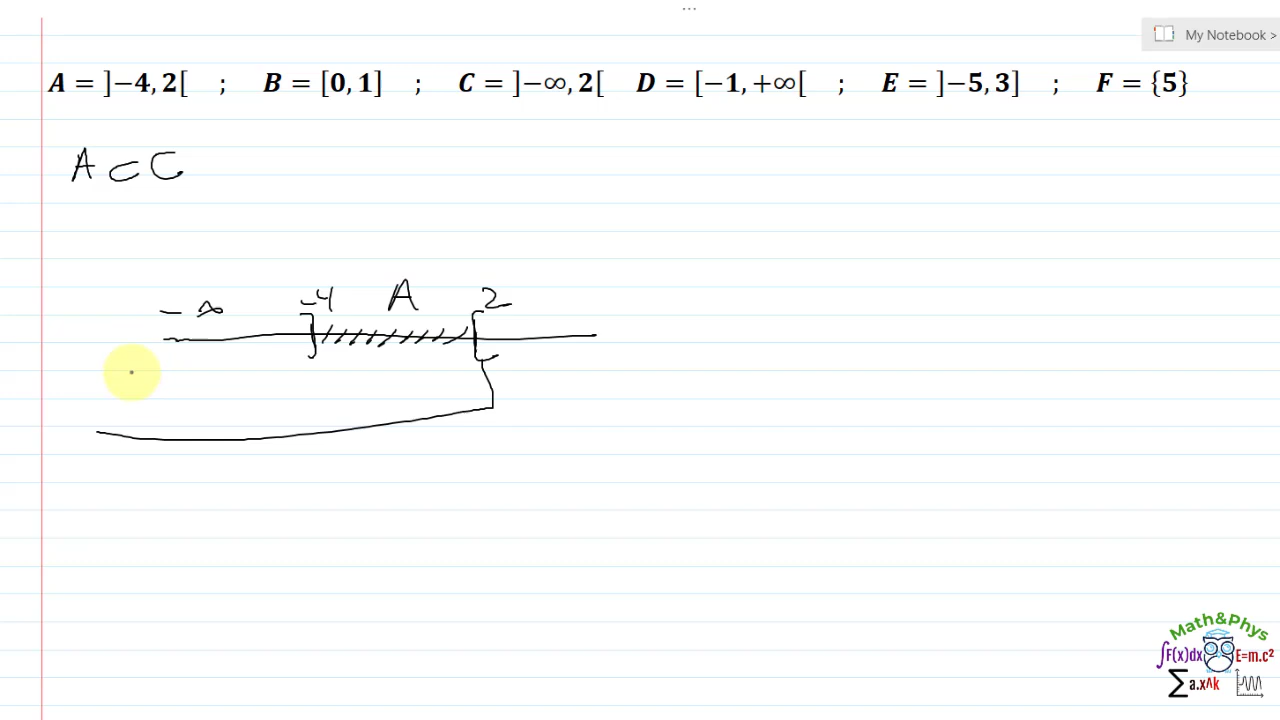 ...
My Notebook >
A = ]−4, 2[ ; B = [0, 1] ; C = ]−∞, 2[ D = [−1, +∞[ ; E = ]−5, 3] ; F = {5}
A ⊂ C
− ∞ −4 A 2
] [
Math&Phys
∫F(x)dx E=m.c²
∑ a.x^k